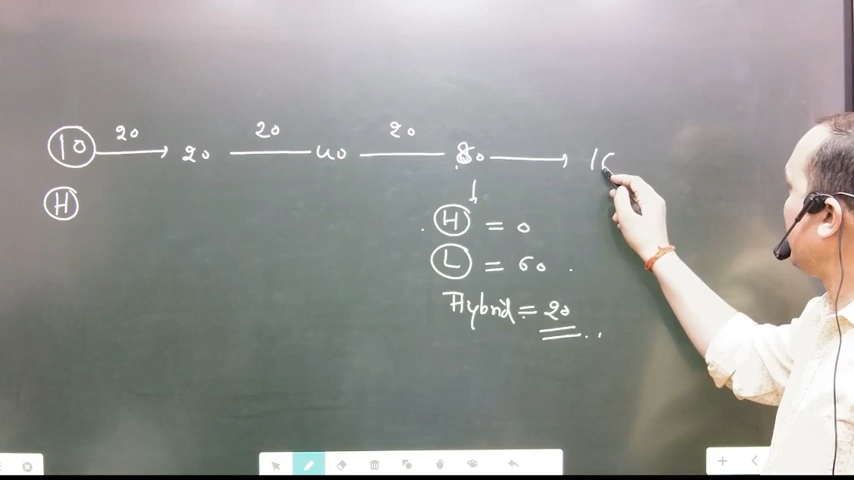 20 20 20
10 20 40 80 16
H
H = 0
L = 60
Hybrid = 20